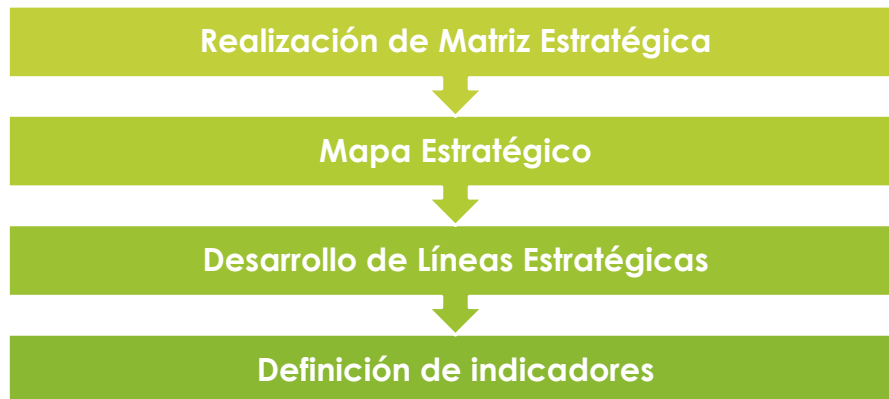 Realización de Matriz Estratégica
Mapa Estratégico
Desarrollo de Líneas Estratégicas
Definición de indicadores